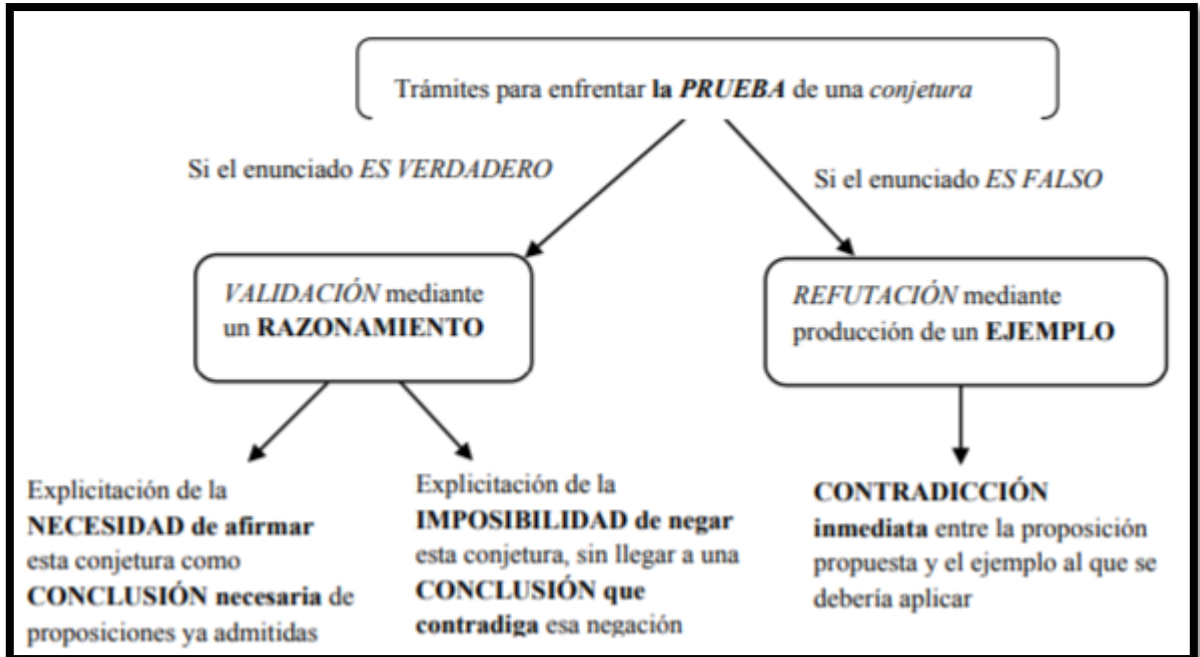 Trámites para enfrentar la PRUEBA de una conjetura
Si el enunciado ES VERDADERO
Si el enunciado ES FALSO
VALIDACIÓN mediante
un RAZONAMIENTO
REFUTACIÓN mediante
producción de un EJEMPLO
Explicitación de la
NECESIDAD de afirmar
esta conjetura como
CONCLUSIÓN necesaria de
proposiciones ya admitidas
Explicitación de la
IMPOSIBILIDAD de negar
esta conjetura, sin llegar a una
CONCLUSIÓN que
contradiga esa negación
CONTRADICCIÓN
inmediata entre la proposición
propuesta y el ejemplo al que se
debería aplicar